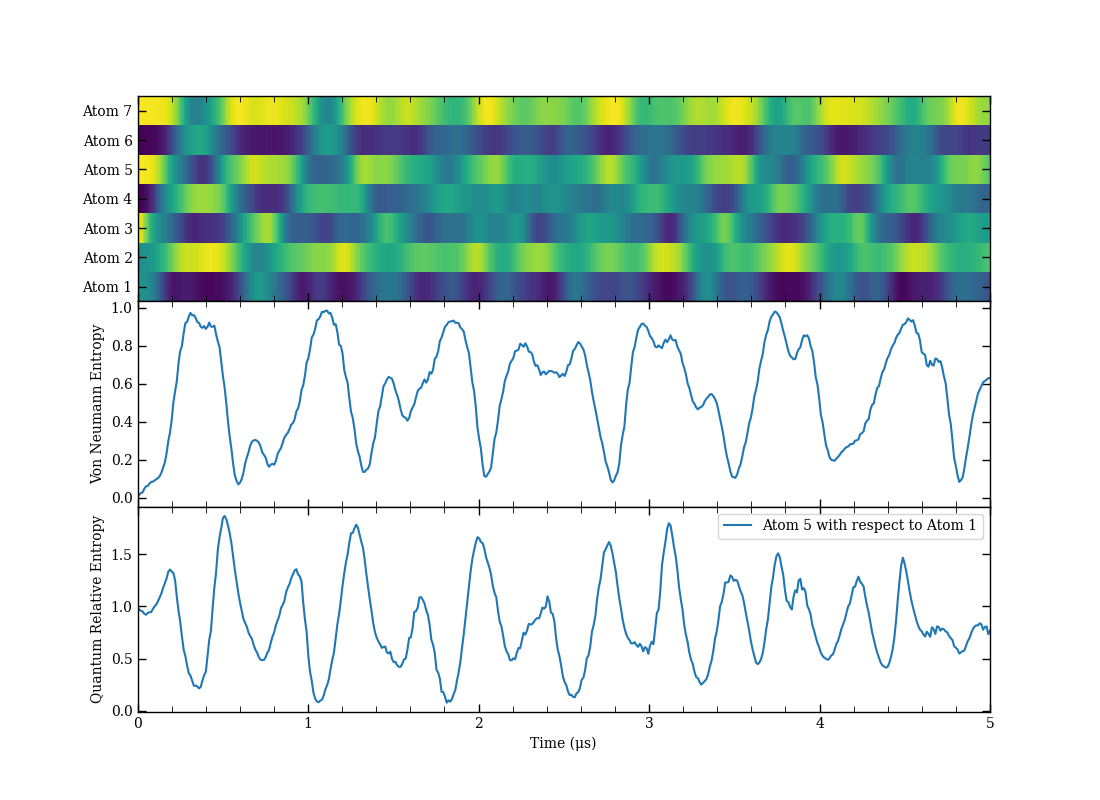 Atom 7
Atom 6
Atom 5
Atom 4
Atom 3
Atom 2
Atom 1
1.0
0.8
0.6
0.4
0.2
0.0
Von Neumann Entropy
Atom 5 with respect to Atom 1
1.5
1.0
0.5
0.0
Quantum Relative Entropy
0 1 2 3 4 5
Time (μs)